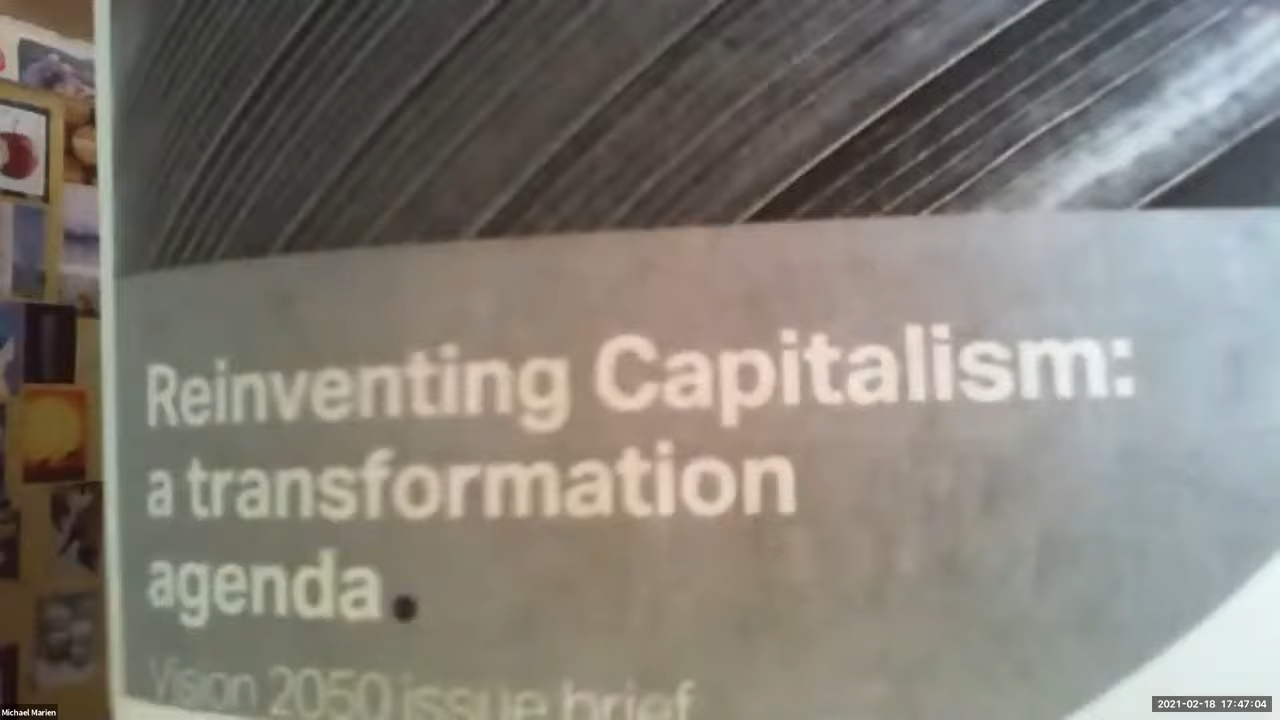 Reinventing Capitalism:
a transformation
agenda.
Vision 2050 issue brief
Michael Marien
2021-02-18 17:47:04